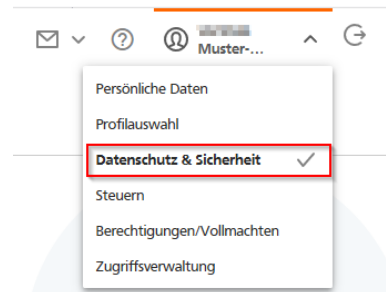 Muster-...
Persönliche Daten
Profilauswahl
Datenschutz & Sicherheit
Steuern
Berechtigungen/Vollmachten
Zugriffsverwaltung